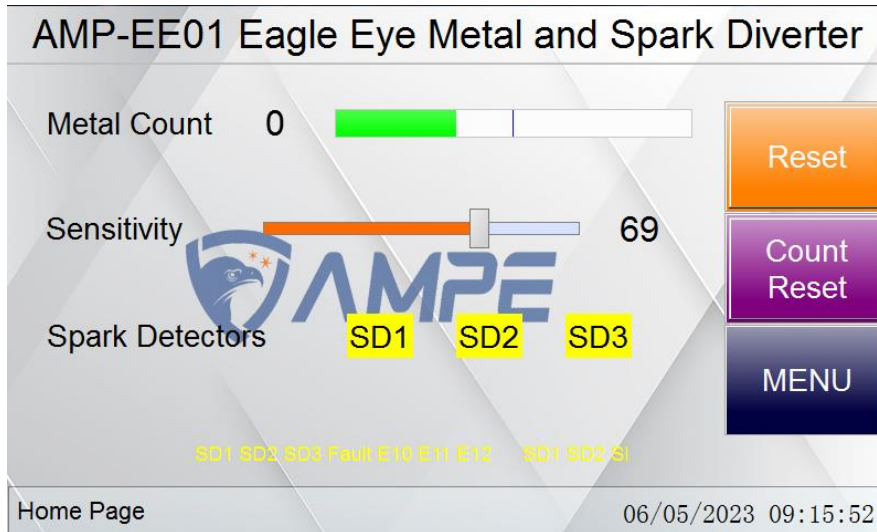 AMP-EE01 Eagle Eye Metal and Spark Diverter
Metal Count 0
Reset
Sensitivity 69
Count
Reset
AMPE
Spark Detectors SD1 SD2 SD3
MENU
SD1 SD2 SD3 Fault E10 E11 E12 SD1 SD2 S
Home Page 06/05/2023 09:15:52